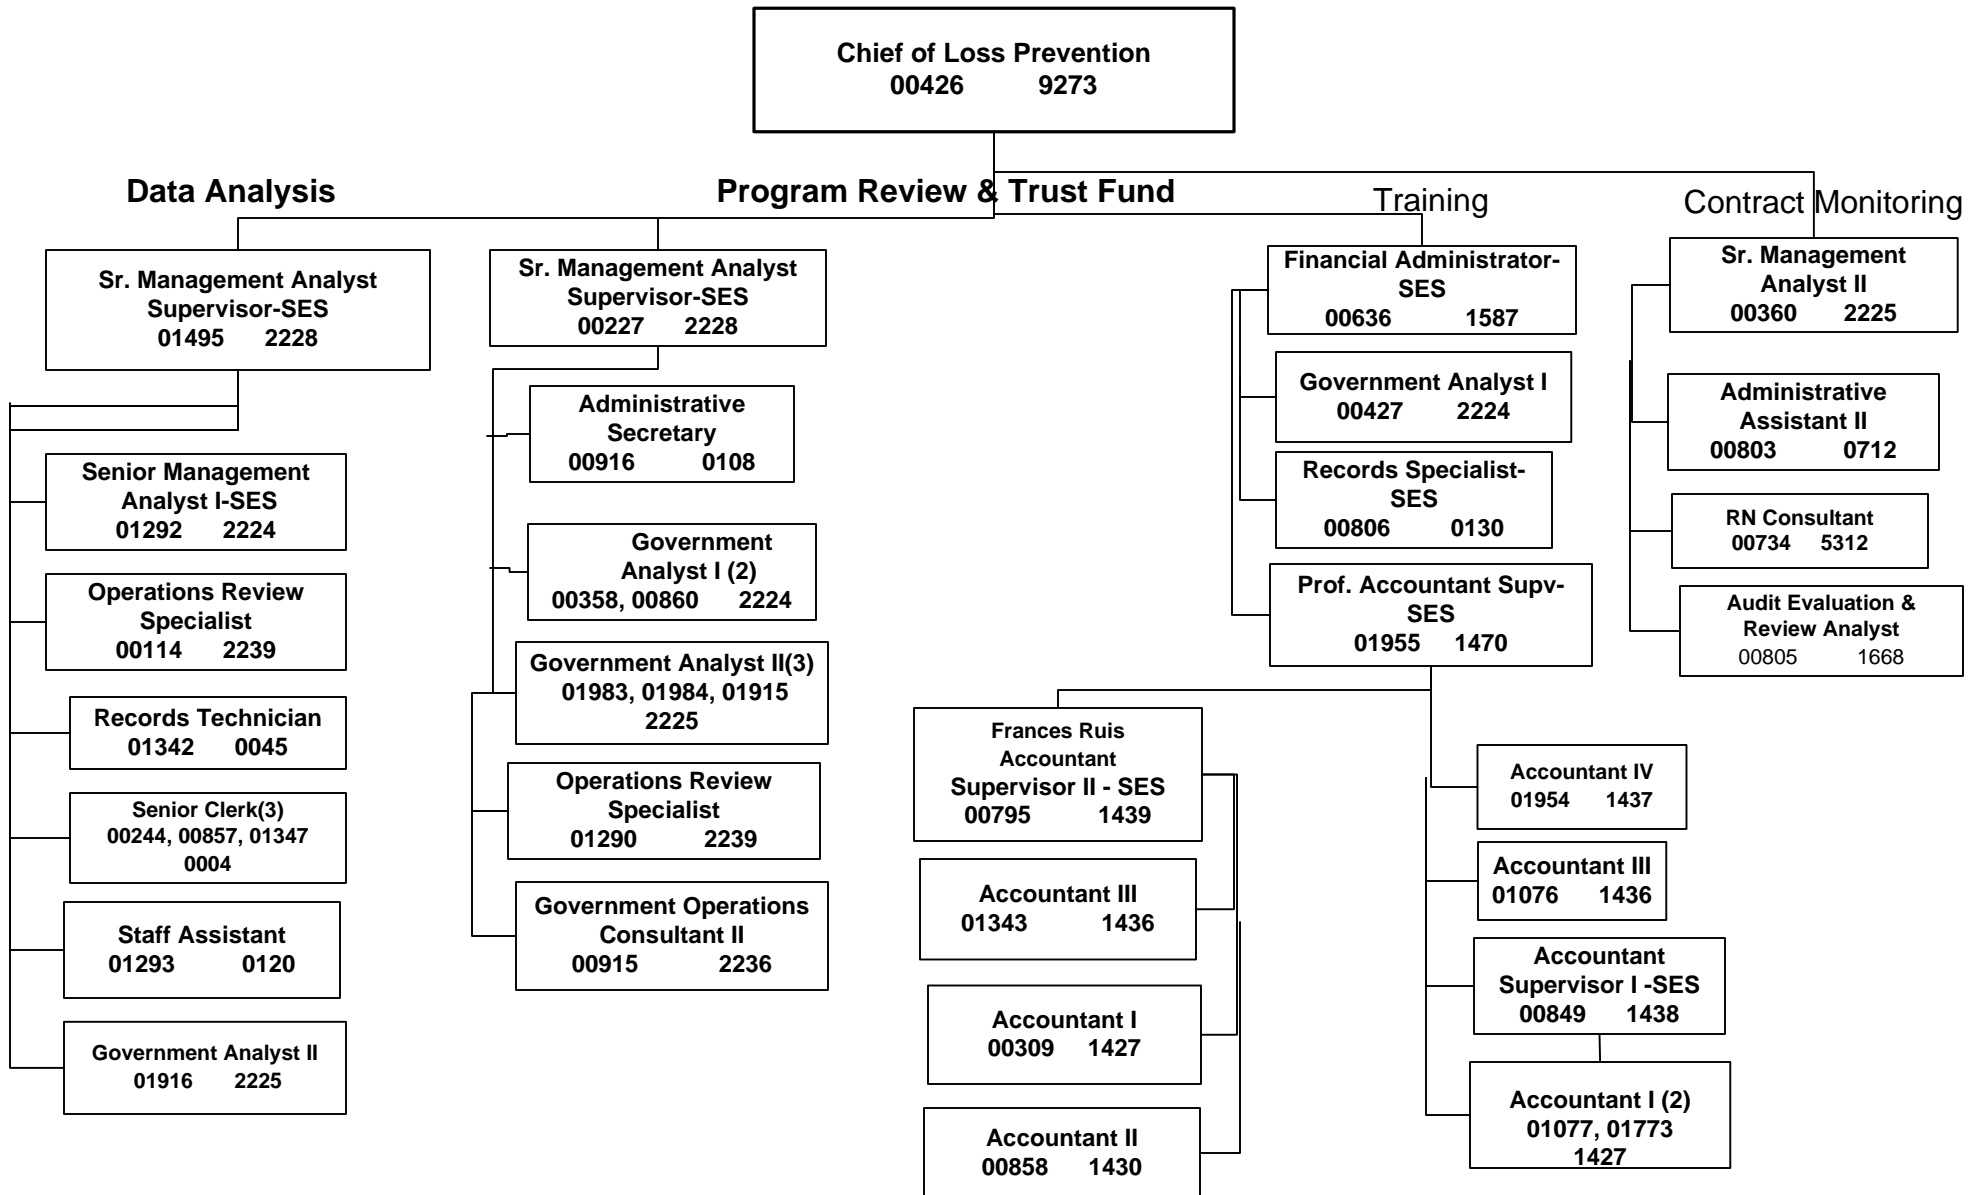 Chief of Loss Prevention
00426 9273
Data Analysis
Program Review & Trust Fund
Training
Contract Monitoring
Sr. Management Analyst
Supervisor-SES
01495 2228
Senior Management
Analyst I-SES
01292 2224
Operations Review
Specialist
00114 2239
Records Technician
01342 0045
Senior Clerk(3)
00244, 00857, 01347
0004
Staff Assistant
01293 0120
Government Analyst II
01916 2225
Sr. Management Analyst
Supervisor-SES
00227 2228
Administrative
Secretary
00916 0108
Government
Analyst I (2)
00358, 00860 2224
Government Analyst II(3)
01983, 01984, 01915
2225
Operations Review
Specialist
01290 2239
Government Operations
Consultant II
00915 2236
Financial Administrator-
SES
00636 1587
Government Analyst I
00427 2224
Records Specialist-
SES
00806 0130
Prof. Accountant Supv-
SES
01955 1470
Frances Ruis
Accountant
Supervisor II - SES
00795 1439
Accountant III
01343 1436
Accountant I
00309 1427
Accountant II
00858 1430
Accountant IV
01954 1437
Accountant III
01076 1436
Accountant
Supervisor I -SES
00849 1438
Accountant I (2)
01077, 01773
1427
Sr. Management
Analyst II
00360 2225
Administrative
Assistant II
00803 0712
RN Consultant
00734 5312
Audit Evaluation &
Review Analyst
00805 1668